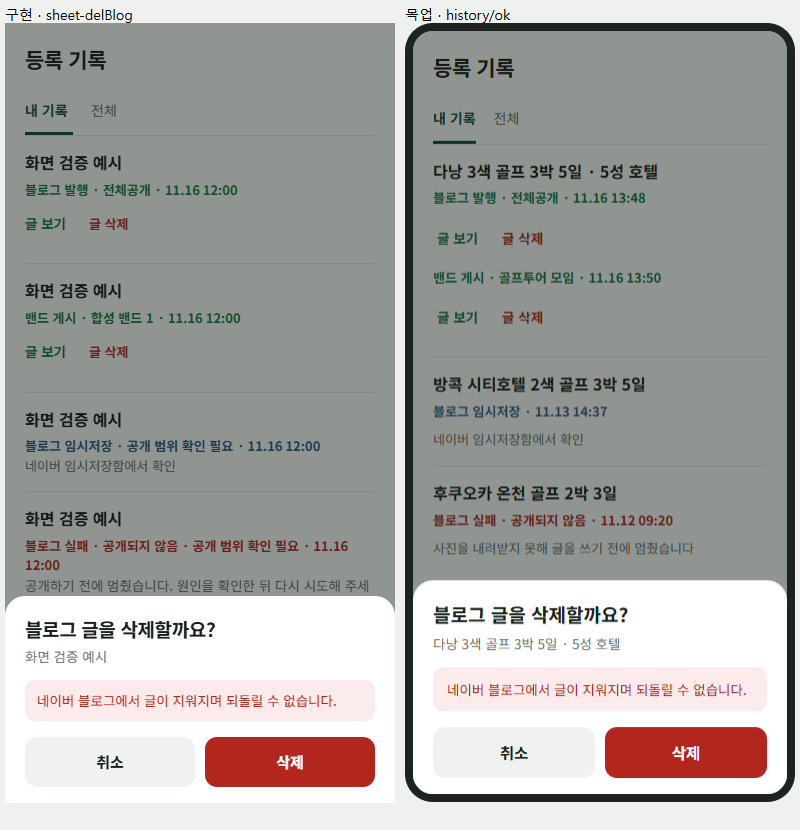 구현 · sheet-delBlog
등록 기록
내 기록 전체
화면 검증 예시
블로그 발행 · 전체공개 · 11.16 12:00
글 보기 글 삭제
화면 검증 예시
밴드 게시 · 합성 밴드 1 · 11.16 12:00
글 보기 글 삭제
화면 검증 예시
블로그 임시저장 · 공개 범위 확인 필요 · 11.16 12:00
네이버 임시저장함에서 확인
화면 검증 예시
블로그 실패 · 공개되지 않음 · 공개 범위 확인 필요 · 11.16
12:00
공개하기 전에 멈췄습니다. 원인을 확인한 뒤 다시 시도해 주세
블로그 글을 삭제할까요?
화면 검증 예시
네이버 블로그에서 글이 지워지며 되돌릴 수 없습니다.
취소 삭제
목업 · history/ok
등록 기록
내 기록 전체
다낭 3색 골프 3박 5일 · 5성 호텔
블로그 발행 · 전체공개 · 11.16 13:48
글 보기 글 삭제
밴드 게시 · 골프투어 모임 · 11.16 13:50
글 보기 글 삭제
방콕 시티호텔 2색 골프 3박 5일
블로그 임시저장 · 11.13 14:37
네이버 임시저장함에서 확인
후쿠오카 온천 골프 2박 3일
블로그 실패 · 공개되지 않음 · 11.12 09:20
사진을 내려받지 못해 글을 쓰기 전에 멈췄습니다
블로그 글을 삭제할까요?
다낭 3색 골프 3박 5일 · 5성 호텔
네이버 블로그에서 글이 지워지며 되돌릴 수 없습니다.
취소 삭제